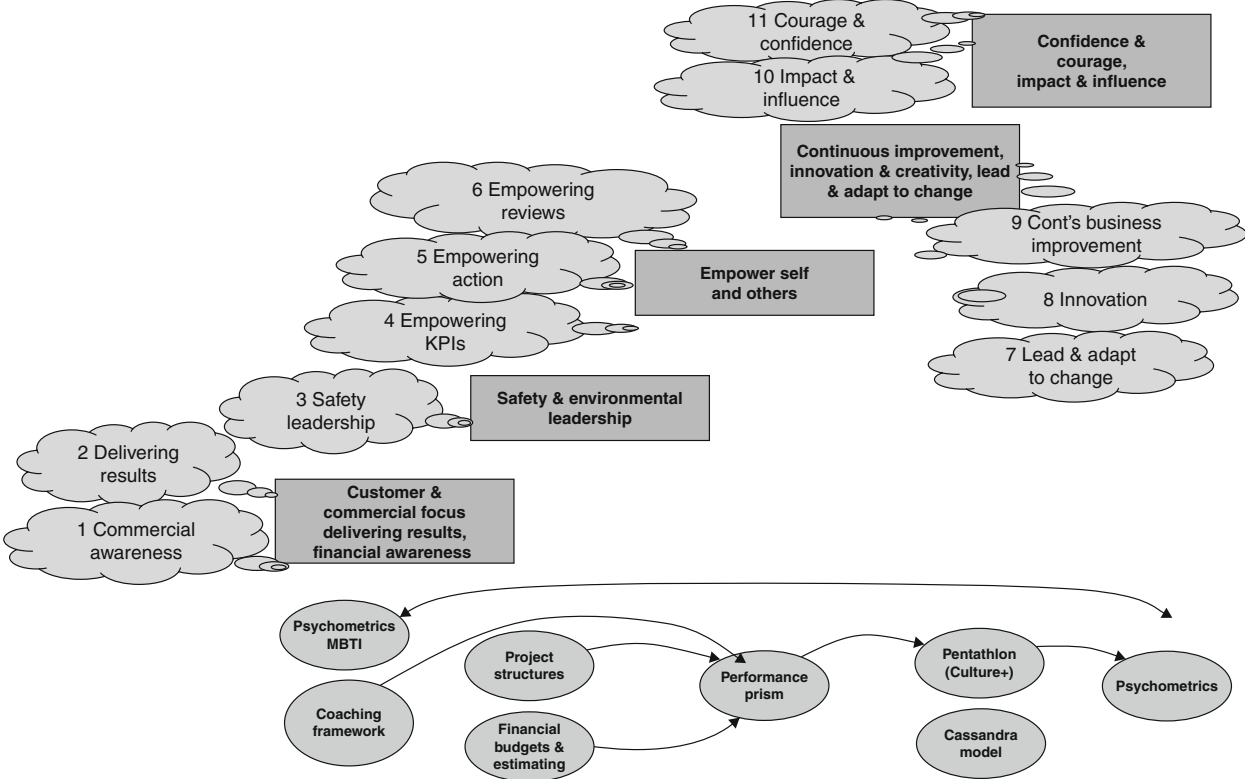 11 Courage &
confidence
10 Impact &
influence
Confidence &
courage,
impact & influence
Continuous improvement,
innovation & creativity, lead
& adapt to change
6 Empowering
reviews
5 Empowering
action
4 Empowering
KPIs
Empower self
and others
9 Cont's business
improvement
8 Innovation
7 Lead & adapt
to change
3 Safety
leadership
Safety & environmental
leadership
2 Delivering
results
1 Commercial
awareness
Customer &
commercial focus
delivering results,
financial awareness
Psychometrics
MBTI
Coaching
framework
Project
structures
Financial
budgets &
estimating
Performance
prism
Pentathlon
(Culture+)
Cassandra
model
Psychometrics